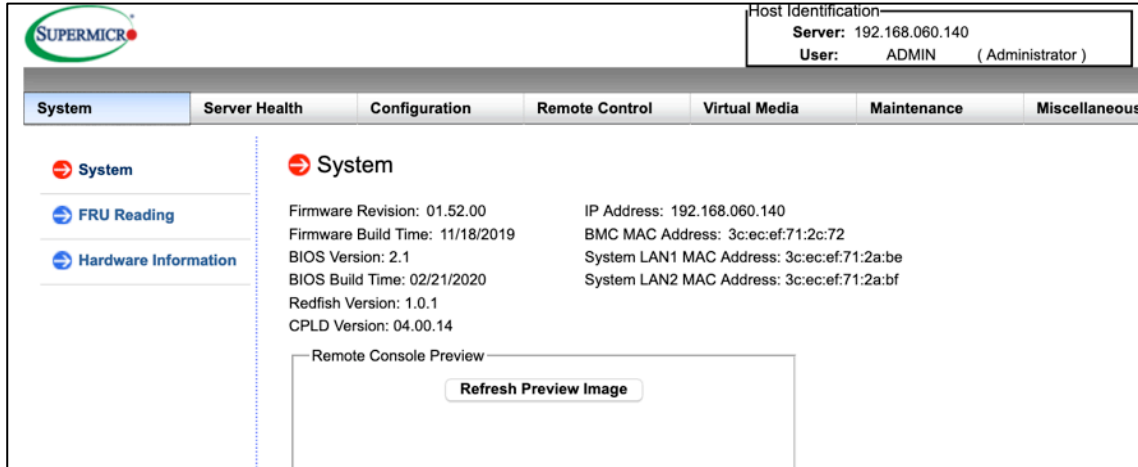 SUPERMICR
Host Identification
Server: 192.168.060.140
User: ADMIN ( Administrator )
System Server Health Configuration Remote Control Virtual Media Maintenance Miscellaneous
System
FRU Reading
Hardware Information
System
Firmware Revision: 01.52.00 IP Address: 192.168.060.140
Firmware Build Time: 11/18/2019 BMC MAC Address: 3c:ec:ef:71:2c:72
BIOS Version: 2.1 System LAN1 MAC Address: 3c:ec:ef:71:2a:be
BIOS Build Time: 02/21/2020 System LAN2 MAC Address: 3c:ec:ef:71:2a:bf
Redfish Version: 1.0.1
CPLD Version: 04.00.14
Remote Console Preview
Refresh Preview Image